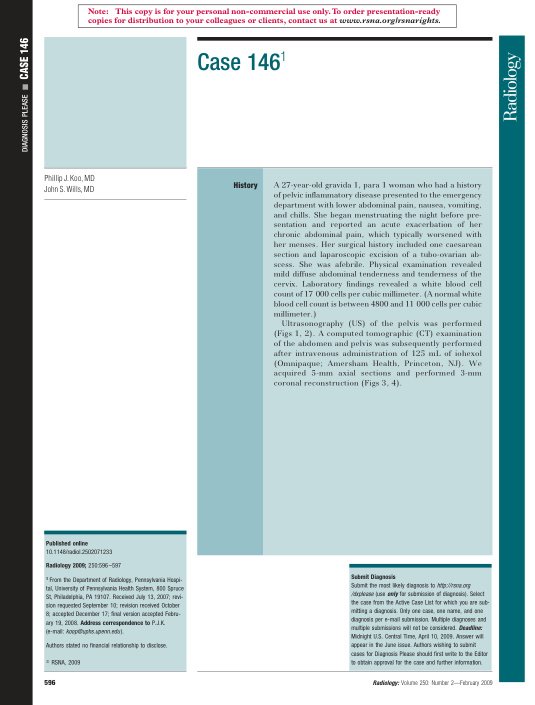 Note: This copy is for your personal non-commercial use only. To order presentation-ready
copies for distribution to your colleagues or clients, contact us at www.rsna.org/rsnarights.
DIAGNOSIS PLEASE ■ CASE 146
Case 146¹
Radiology
Phillip J. Koo, MD
John S. Wills, MD
History
A 27-year-old gravida 1, para 1 woman who had a history
of pelvic inflammatory disease presented to the emergency
department with lower abdominal pain, nausea, vomiting,
and chills. She began menstruating the night before pre-
sentation and reported an acute exacerbation of her
chronic abdominal pain, which typically worsened with
her menses. Her surgical history included one caesarean
section and laparoscopic excision of a tubo-ovarian ab-
scess. She was afebrile. Physical examination revealed
mild diffuse abdominal tenderness and tenderness of the
cervix. Laboratory findings revealed a white blood cell
count of 17 000 cells per cubic millimeter. (A normal white
blood cell count is between 4800 and 11 000 cells per cubic
millimeter.)
Ultrasonography (US) of the pelvis was performed
(Figs 1, 2). A computed tomographic (CT) examination
of the abdomen and pelvis was subsequently performed
after intravenous administration of 125 mL of iohexol
(Omnipaque; Amersham Health, Princeton, NJ). We
acquired 5-mm axial sections and performed 3-mm
coronal reconstruction (Figs 3, 4).
Published online
10.1148/radiol.2502071233
Radiology 2009; 250:596–597
¹ From the Department of Radiology, Pennsylvania Hospi-
tal, University of Pennsylvania Health System, 800 Spruce
St, Philadelphia, PA 19107. Received July 13, 2007; revi-
sion requested September 10; revision received October
8; accepted December 17; final version accepted Febru-
ary 19, 2008. Address correspondence to P.J.K.
(e-mail: koop@uphs.upenn.edu).
Authors stated no financial relationship to disclose.
© RSNA, 2009
Submit Diagnosis
Submit the most likely diagnosis to http://rsna.org
/dxplease (use only for submission of diagnosis). Select
the case from the Active Case List for which you are sub-
mitting a diagnosis. Only one case, one name, and one
diagnosis per e-mail submission. Multiple diagnoses and
multiple submissions will not be considered. Deadline:
Midnight U.S. Central Time, April 10, 2009. Answer will
appear in the June issue. Authors wishing to submit
cases for Diagnosis Please should first write to the Editor
to obtain approval for the case and further information.
596
Radiology: Volume 250: Number 2—February 2009